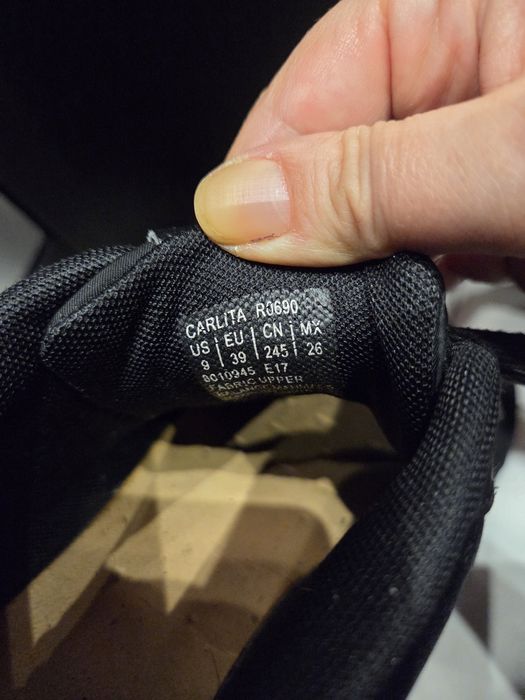 CARLITA R0690
US | EU | CN | MX
9 | 39 | 245 | 26
8010945 E17
FABRIC UPPER